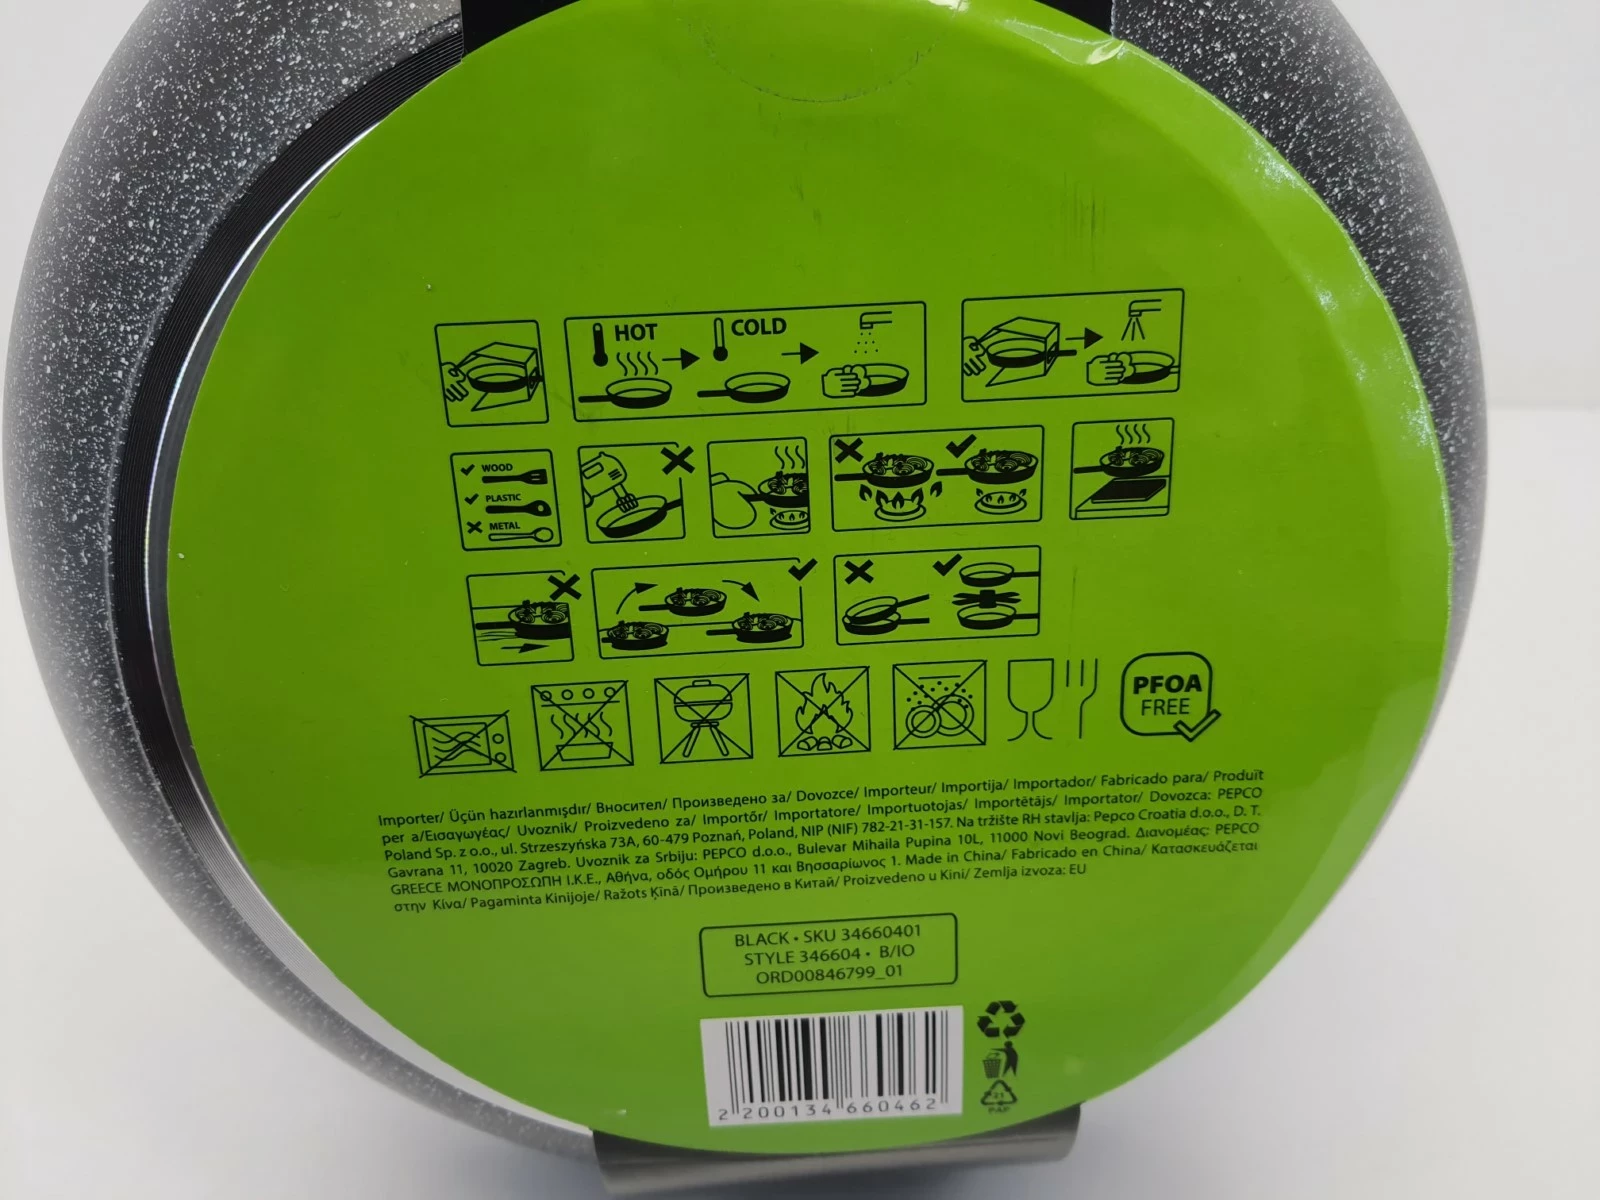 HOT
COLD
WOOD
PLASTIC
METAL
PFOA
FREE
Importer/ Üçün hazırlanmışdır/ Вносител/ Произведено за/ Dovozce/ Importeur/ Importija/ Importador/ Fabricado para/ Produït
per a/Εισαγωγέας/ Uvoznik/ Proizvedeno za/ Importőr/ Importatore/ Importuotojas/ Importētājs/ Importator/ Dovozca: PEPCO
Poland Sp. z o.o., ul. Strzeszyńska 73A, 60-479 Poznań, Poland, NIP (NIF) 782-21-31-157. Na tržište RH stavlja: Pepco Croatia d.o.o., D. T.
Gavrana 11, 10020 Zagreb. Uvoznik za Srbiju: PEPCO d.o.o., Bulevar Mihaila Pupina 10L, 11000 Novi Beograd. Διανομέας: PEPCO
GREECE ΜΟΝΟΠΡΟΣΩΠΗ Ι.Κ.Ε., Αθήνα, οδός Ομήρου 11 και Βησσαρίωνος 1. Made in China/ Fabricado en China/ Κατασκευάζεται
στην Κίνα/ Pagaminta Kinijoje/ Ražots Ķīnā/ Произведено в Китай/ Proizvedeno u Kini/ Zemlja izvoza: EU
BLACK • SKU 34660401
STYLE 346604 • B/IO
ORD00846799_01
2 200134 660462
21
PAP